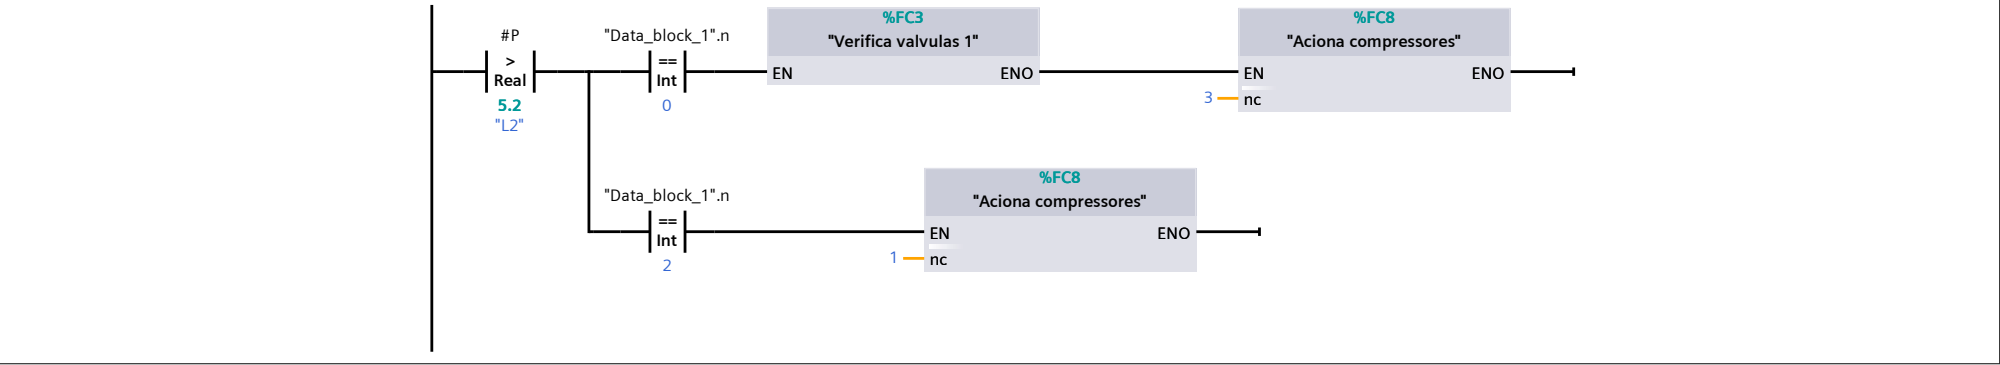 #P
>
Real
5.2
"L2"
"Data_block_1".n
==
Int
0
%FC3
"Verifica valvulas 1"
EN
ENO
%FC8
"Aciona compressores"
EN
ENO
3
nc
"Data_block_1".n
==
Int
2
%FC8
"Aciona compressores"
EN
ENO
1
nc